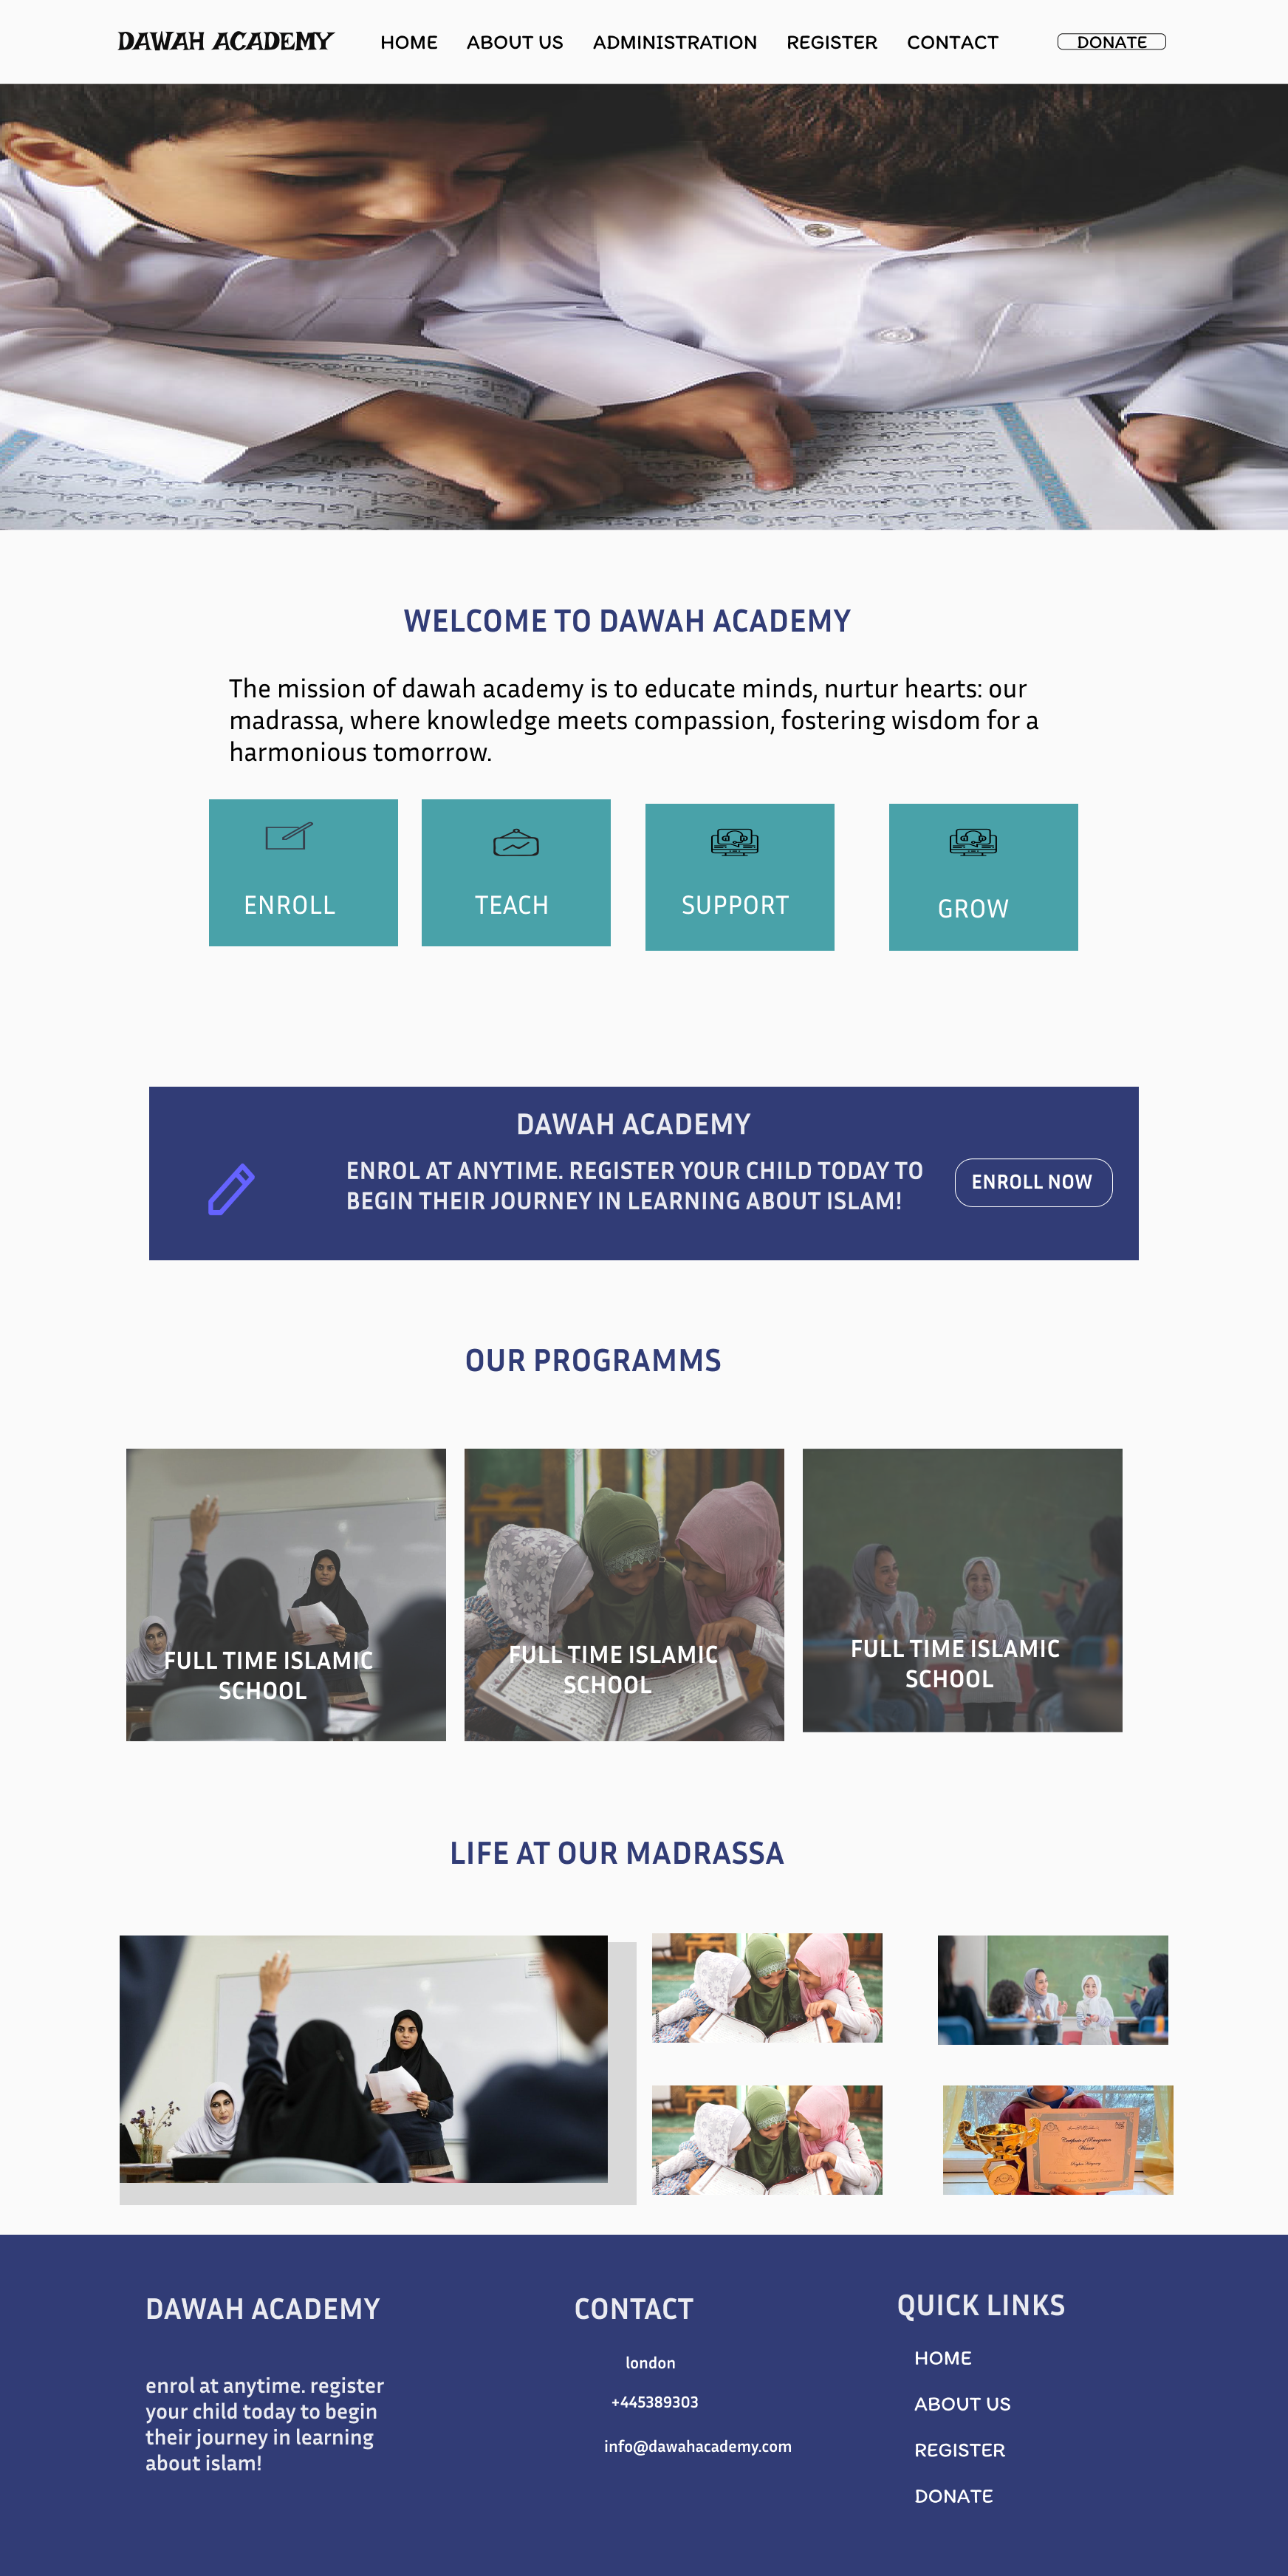 DAWAH ACADEMY
HOME
ABOUT US
ADMINISTRATION
REGISTER
CONTACT
DONATE
WELCOME TO DAWAH ACADEMY
The mission of dawah academy is to educate minds, nurtur hearts: our
madrassa, where knowledge meets compassion, fostering wisdom for a
harmonious tomorrow.
ENROLL
TEACH
SUPPORT
GROW
DAWAH ACADEMY
ENROL AT ANYTIME. REGISTER YOUR CHILD TODAY TO
BEGIN THEIR JOURNEY IN LEARNING ABOUT ISLAM!
ENROLL NOW
OUR PROGRAMMS
FULL TIME ISLAMIC
SCHOOL
FULL TIME ISLAMIC
SCHOOL
FULL TIME ISLAMIC
SCHOOL
LIFE AT OUR MADRASSA
Certificate of Recognition
DAWAH ACADEMY
enrol at anytime. register
your child today to begin
their journey in learning
about islam!
CONTACT
london
+445389303
info@dawahacademy.com
QUICK LINKS
HOME
ABOUT US
REGISTER
DONATE